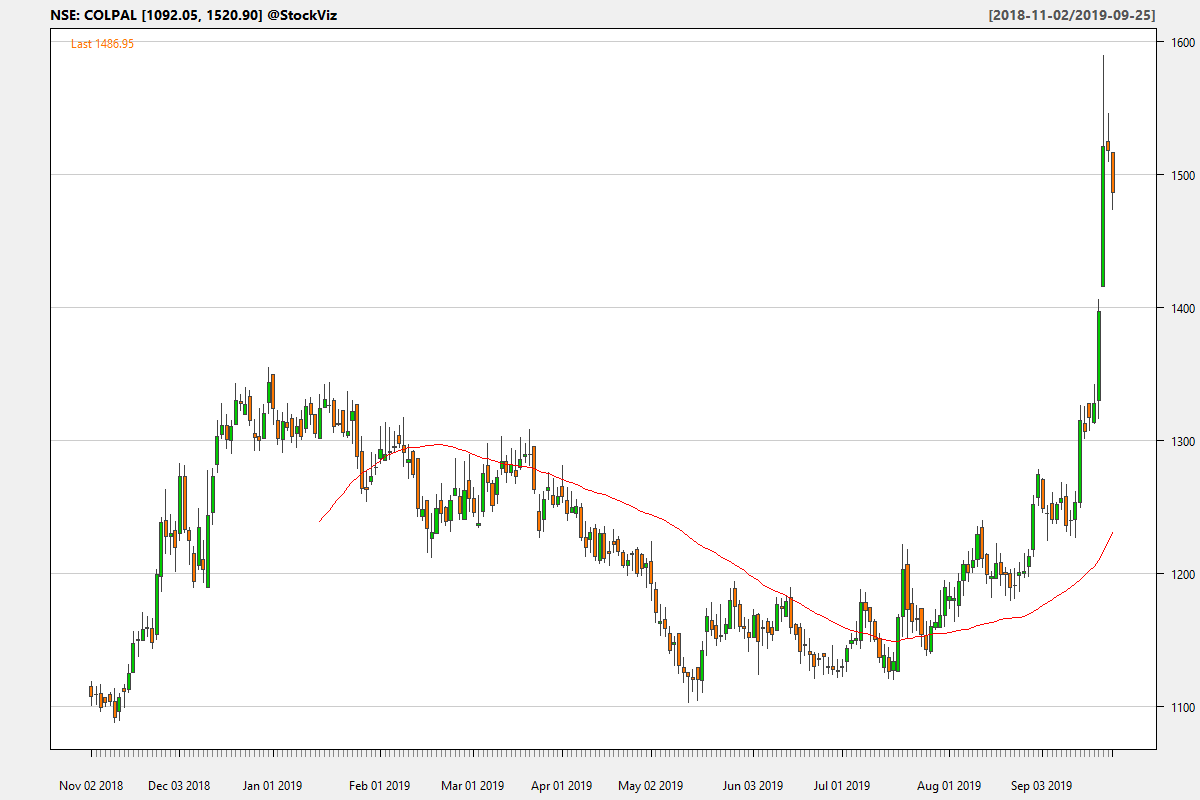 NSE: COLPAL [1092.05, 1520.90] @StockViz [2018-11-02/2019-09-25]
Last 1486.95
1600
1500
1400
1300
1200
1100
Nov 02 2018 Dec 03 2018 Jan 01 2019 Feb 01 2019 Mar 01 2019 Apr 01 2019 May 02 2019 Jun 03 2019 Jul 01 2019 Aug 01 2019 Sep 03 2019